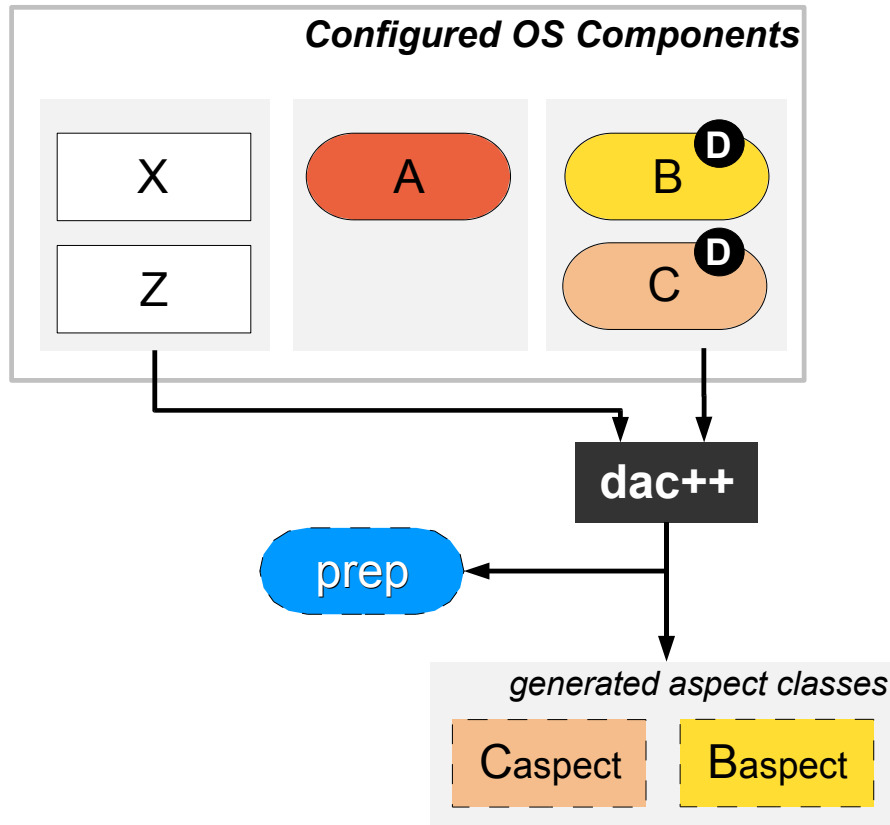 Configured OS Components
X
A
B
D
Z
C
D
dac++
prep
generated aspect classes
Caspect
Baspect